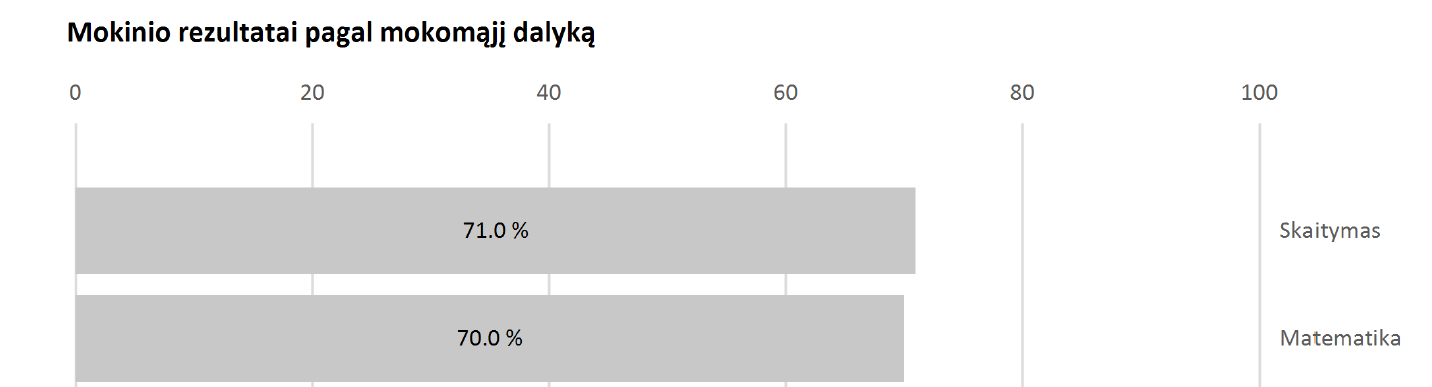 Mokinio rezultatai pagal mokomąjį dalyką
0 20 40 60 80 100
71.0 % Skaitymas
70.0 % Matematika